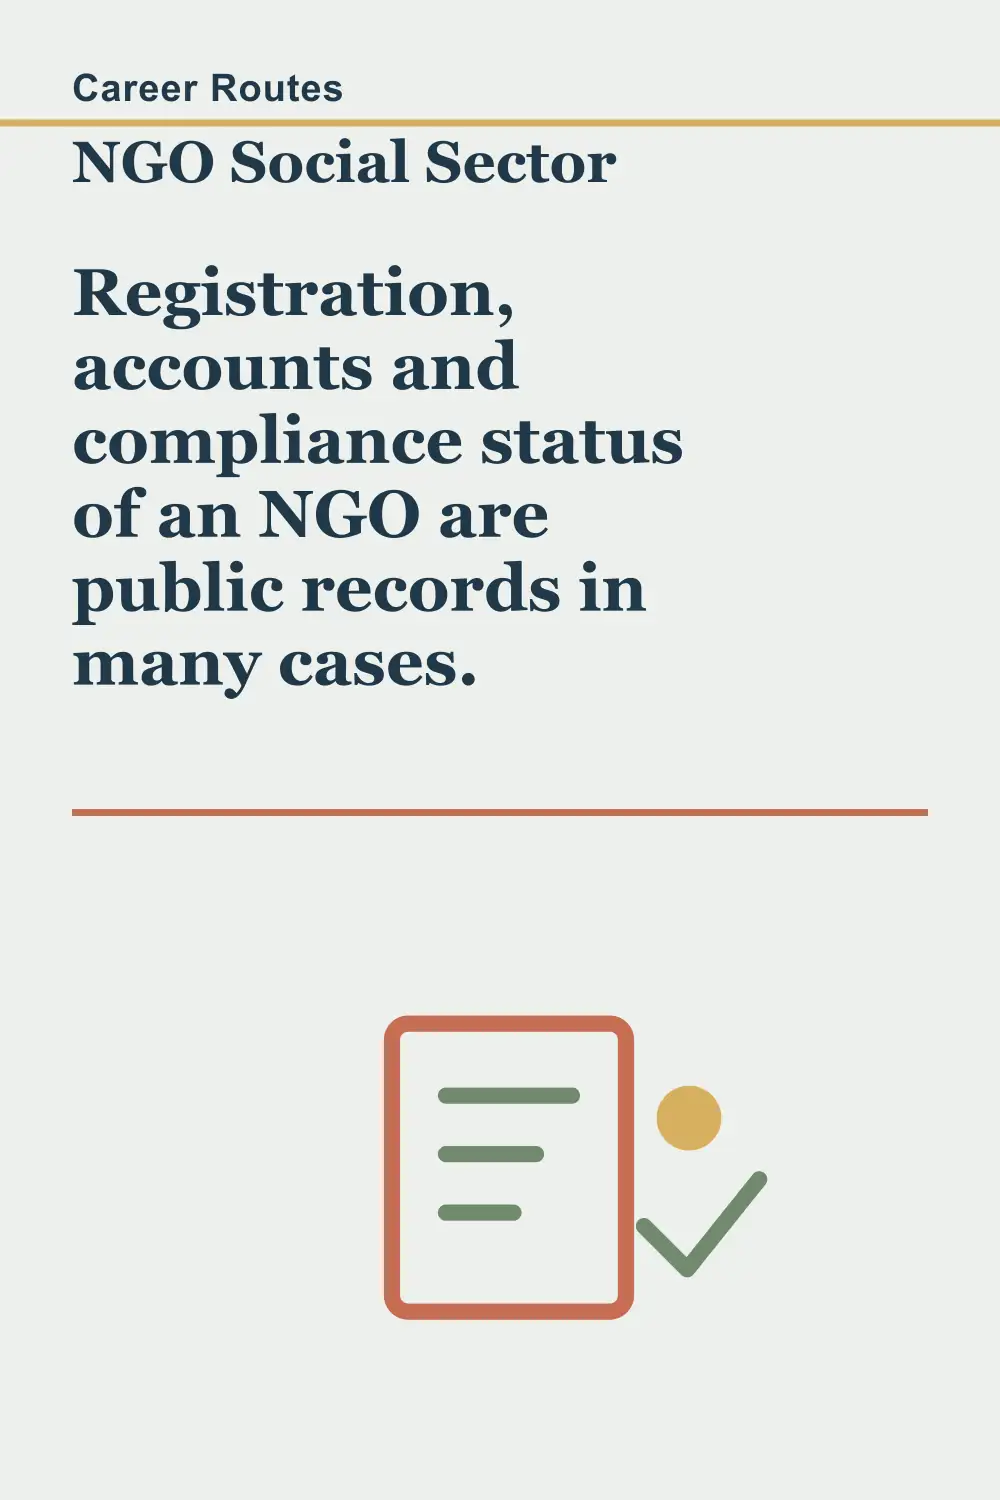 Career Routes
NGO Social Sector
Registration,
accounts and
compliance status
of an NGO are
public records in
many cases.